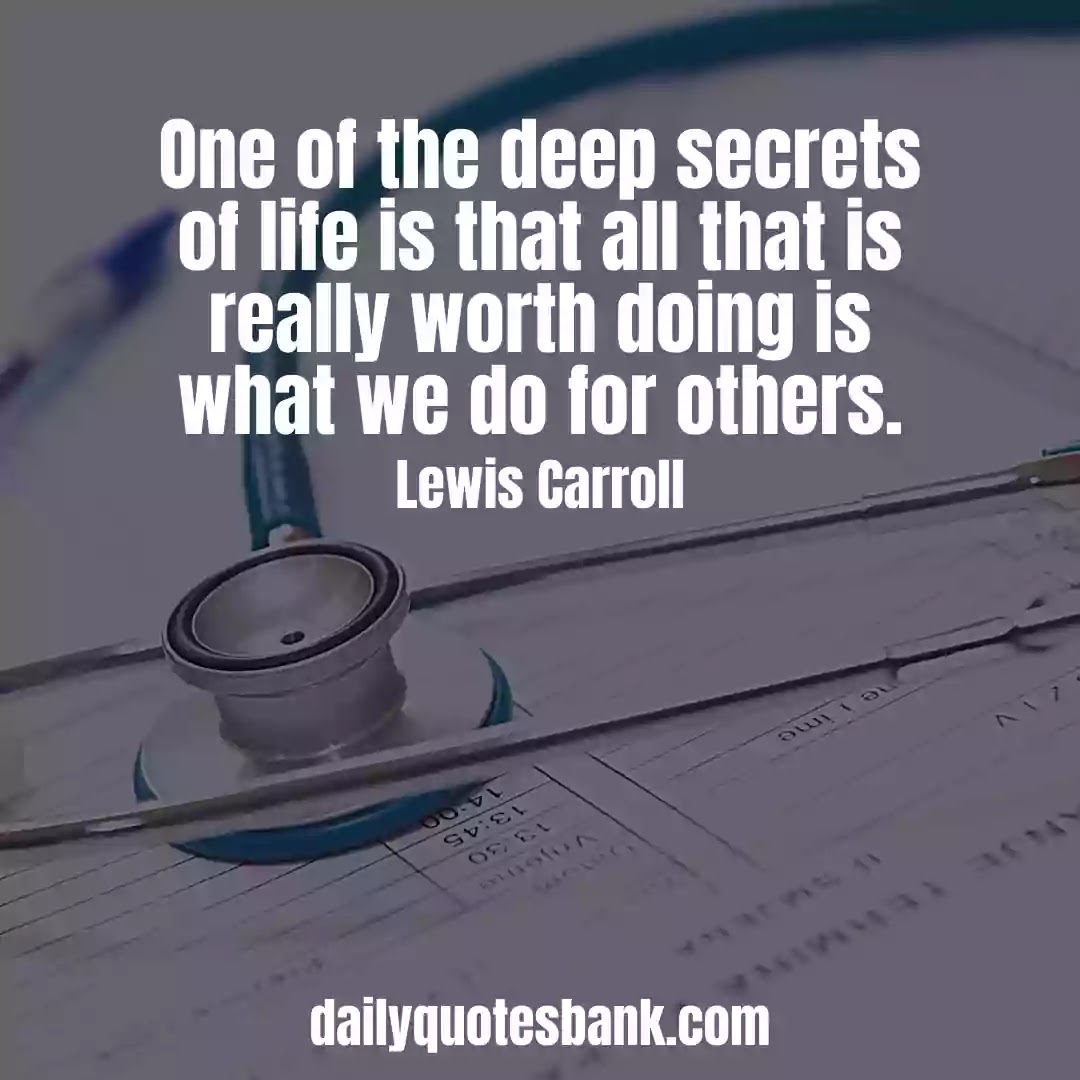 One of the deep secrets
of life is that all that is
really worth doing is
what we do for others.
Lewis Carroll
14:00
13:45
13:30
dailyquotesbank.com